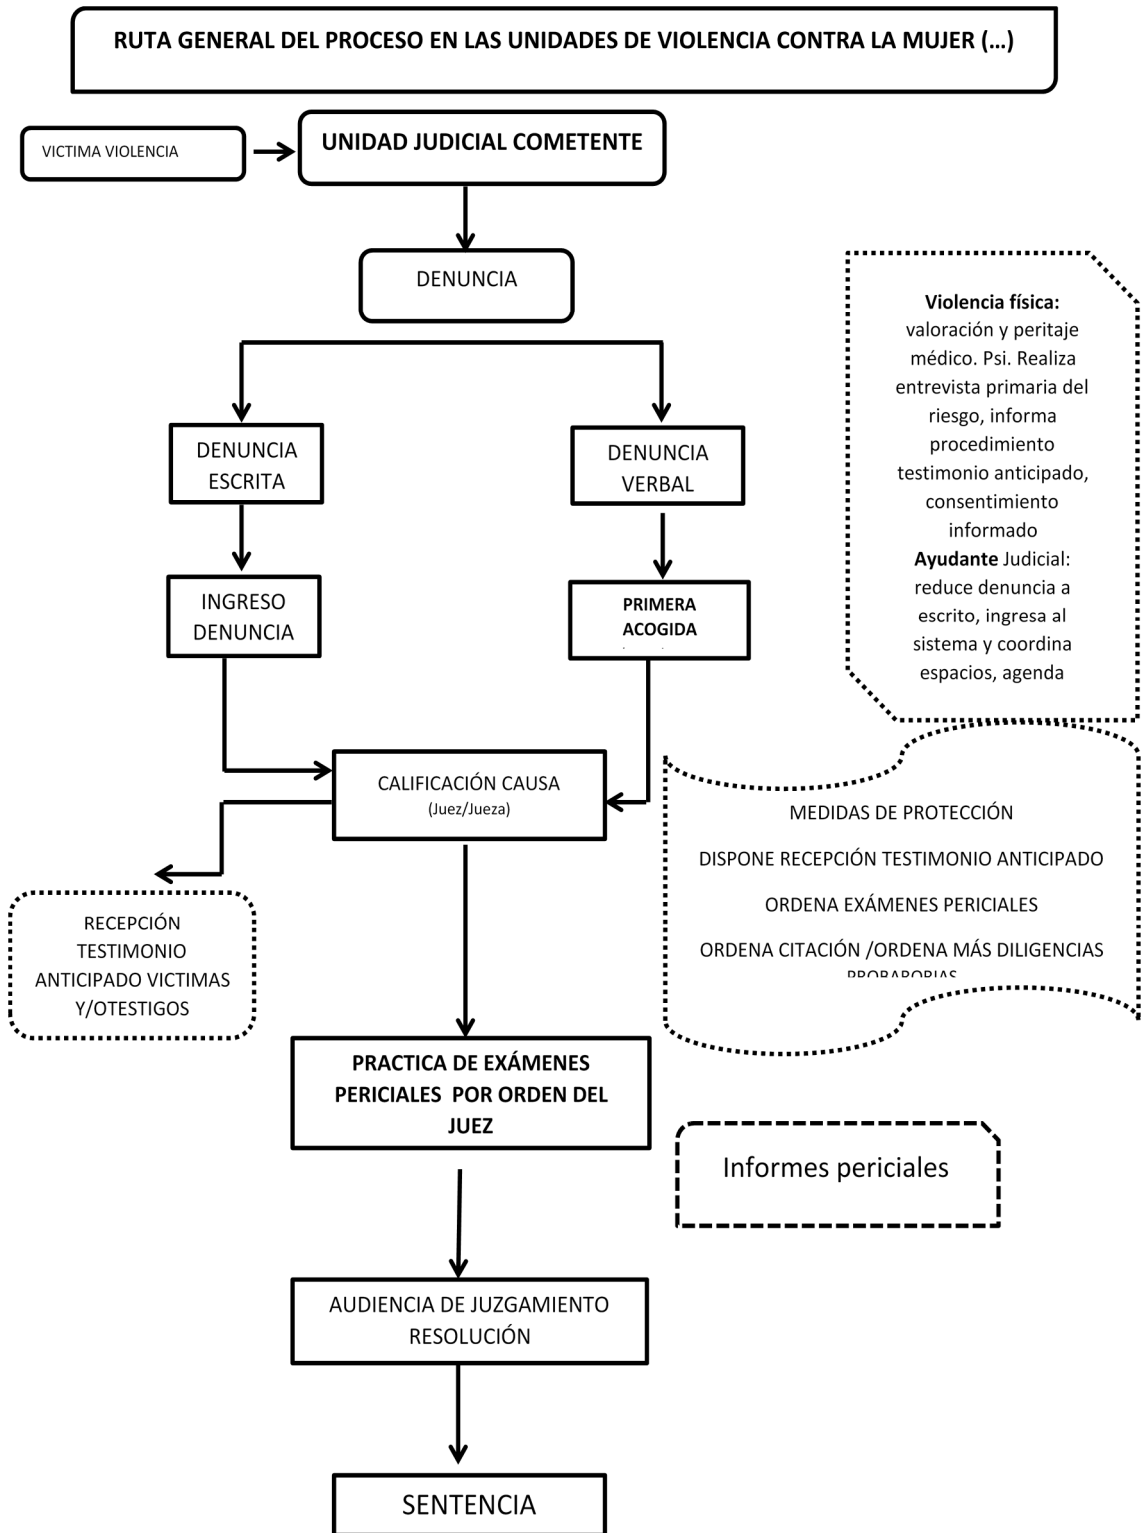 RUTA GENERAL DEL PROCESO EN LAS UNIDADES DE VIOLENCIA CONTRA LA MUJER (...)
VICTIMA VIOLENCIA
UNIDAD JUDICIAL COMETENTE
DENUNCIA
DENUNCIA
ESCRITA
DENUNCIA
VERBAL
Violencia física:
valoración y peritaje
médico. Psi. Realiza
entrevista primaria del
riesgo, informa
procedimiento
testimonio anticipado,
consentimiento
informado
Ayudante Judicial:
reduce denuncia a
escrito, ingresa al
sistema y coordina
espacios, agenda
INGRESO
DENUNCIA
PRIMERA
ACOGIDA
CALIFICACIÓN CAUSA
(Juez/Jueza)
MEDIDAS DE PROTECCIÓN
DISPONE RECEPCIÓN TESTIMONIO ANTICIPADO
ORDENA EXÁMENES PERICIALES
ORDENA CITACIÓN /ORDENA MÁS DILIGENCIAS
RECEPCIÓN
TESTIMONIO
ANTICIPADO VICTIMAS
Y/OTESTIGOS
PRACTICA DE EXÁMENES
PERICIALES POR ORDEN DEL
JUEZ
Informes periciales
AUDIENCIA DE JUZGAMIENTO
RESOLUCIÓN
SENTENCIA